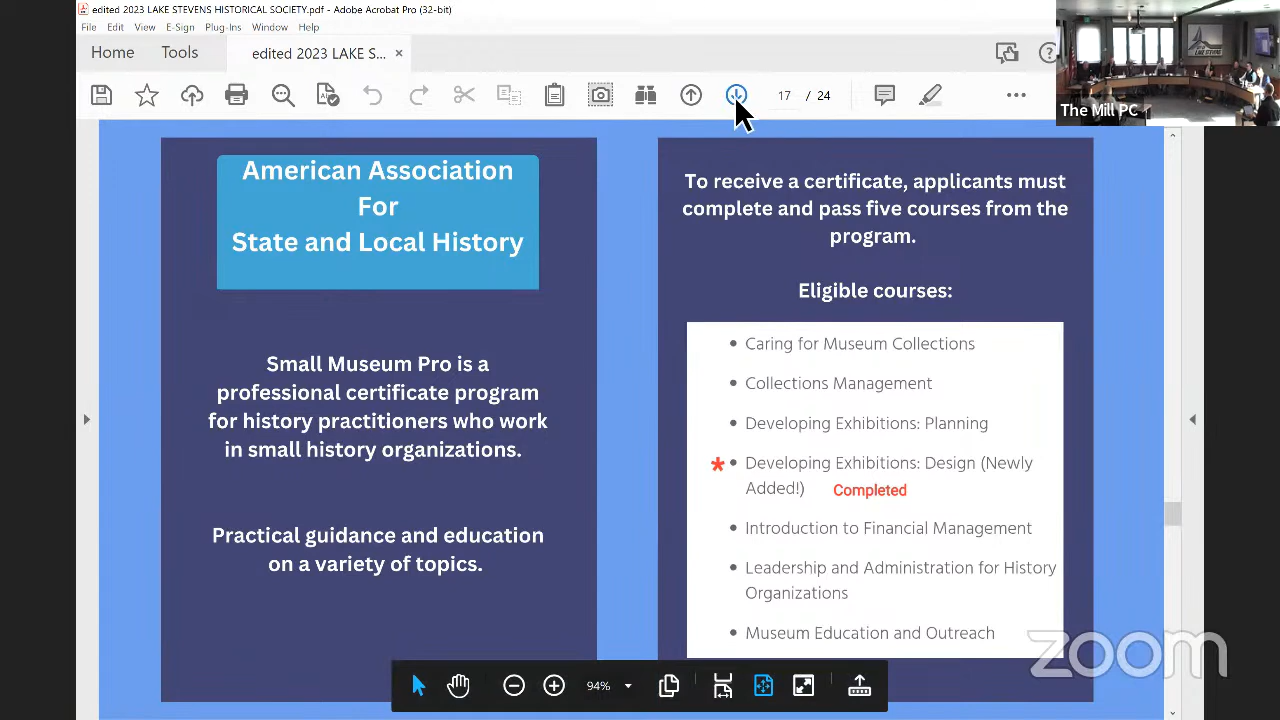 edited 2023 LAKE STEVENS HISTORICAL SOCIETY.pdf - Adobe Acrobat Pro (32-bit)
File Edit View E-Sign Plug-Ins Window Help
Home Tools edited 2023 LAKE S... ×
17 / 24
The Mill PC
American Association
For
State and Local History
Small Museum Pro is a
professional certificate program
for history practitioners who work
in small history organizations.
Practical guidance and education
on a variety of topics.
To receive a certificate, applicants must
complete and pass five courses from the
program.
Eligible courses:
• Caring for Museum Collections
• Collections Management
• Developing Exhibitions: Planning
* • Developing Exhibitions: Design (Newly
Added!) Completed
• Introduction to Financial Management
• Leadership and Administration for History
Organizations
• Museum Education and Outreach
94%
zoom